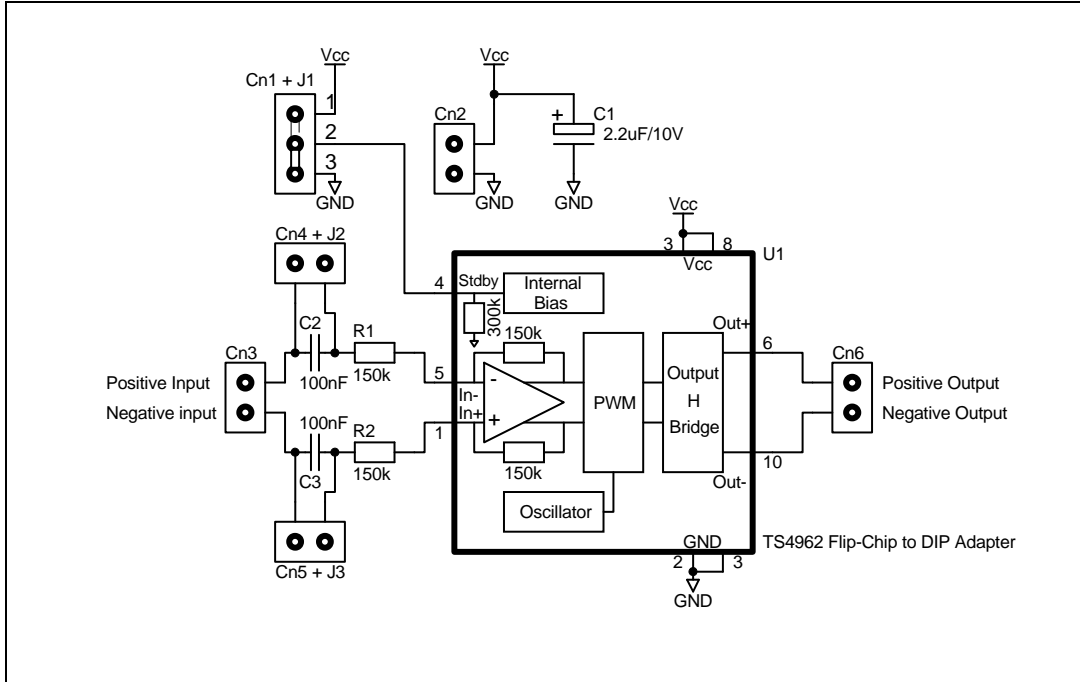 Vcc
Cn1 + J1
1
2
3
GND
Vcc
Cn2
GND
+
C1
2.2uF/10V
GND
Vcc
3
8
Vcc
U1
Cn4 + J2
4
Stdby
Internal
Bias
300k
150k
C2
100nF
R1
150k
5
In-
In+
-
+
1
150k
Cn3
Positive Input
Negative input
100nF
C3
R2
150k
Cn5 + J3
PWM
Output
H
Bridge
Oscillator
Out+
6
Out-
10
Cn6
Positive Output
Negative Output
GND
2
3
GND
TS4962 Flip-Chip to DIP Adapter